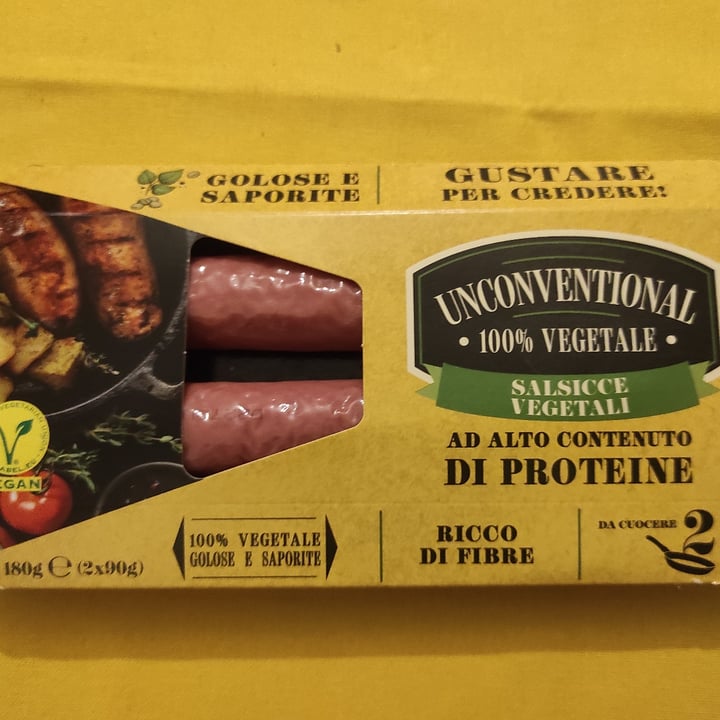 GOLOSE E
SAPORITE
GUSTARE
PER CREDERE!
UNCONVENTIONAL
• 100% VEGETALE •
SALSICCE
VEGETALI
AD ALTO CONTENUTO
DI PROTEINE
100% VEGETALE
GOLOSE E SAPORITE
RICCO
DI FIBRE
DA CUOCERE
2
180g ℮ (2x90g)